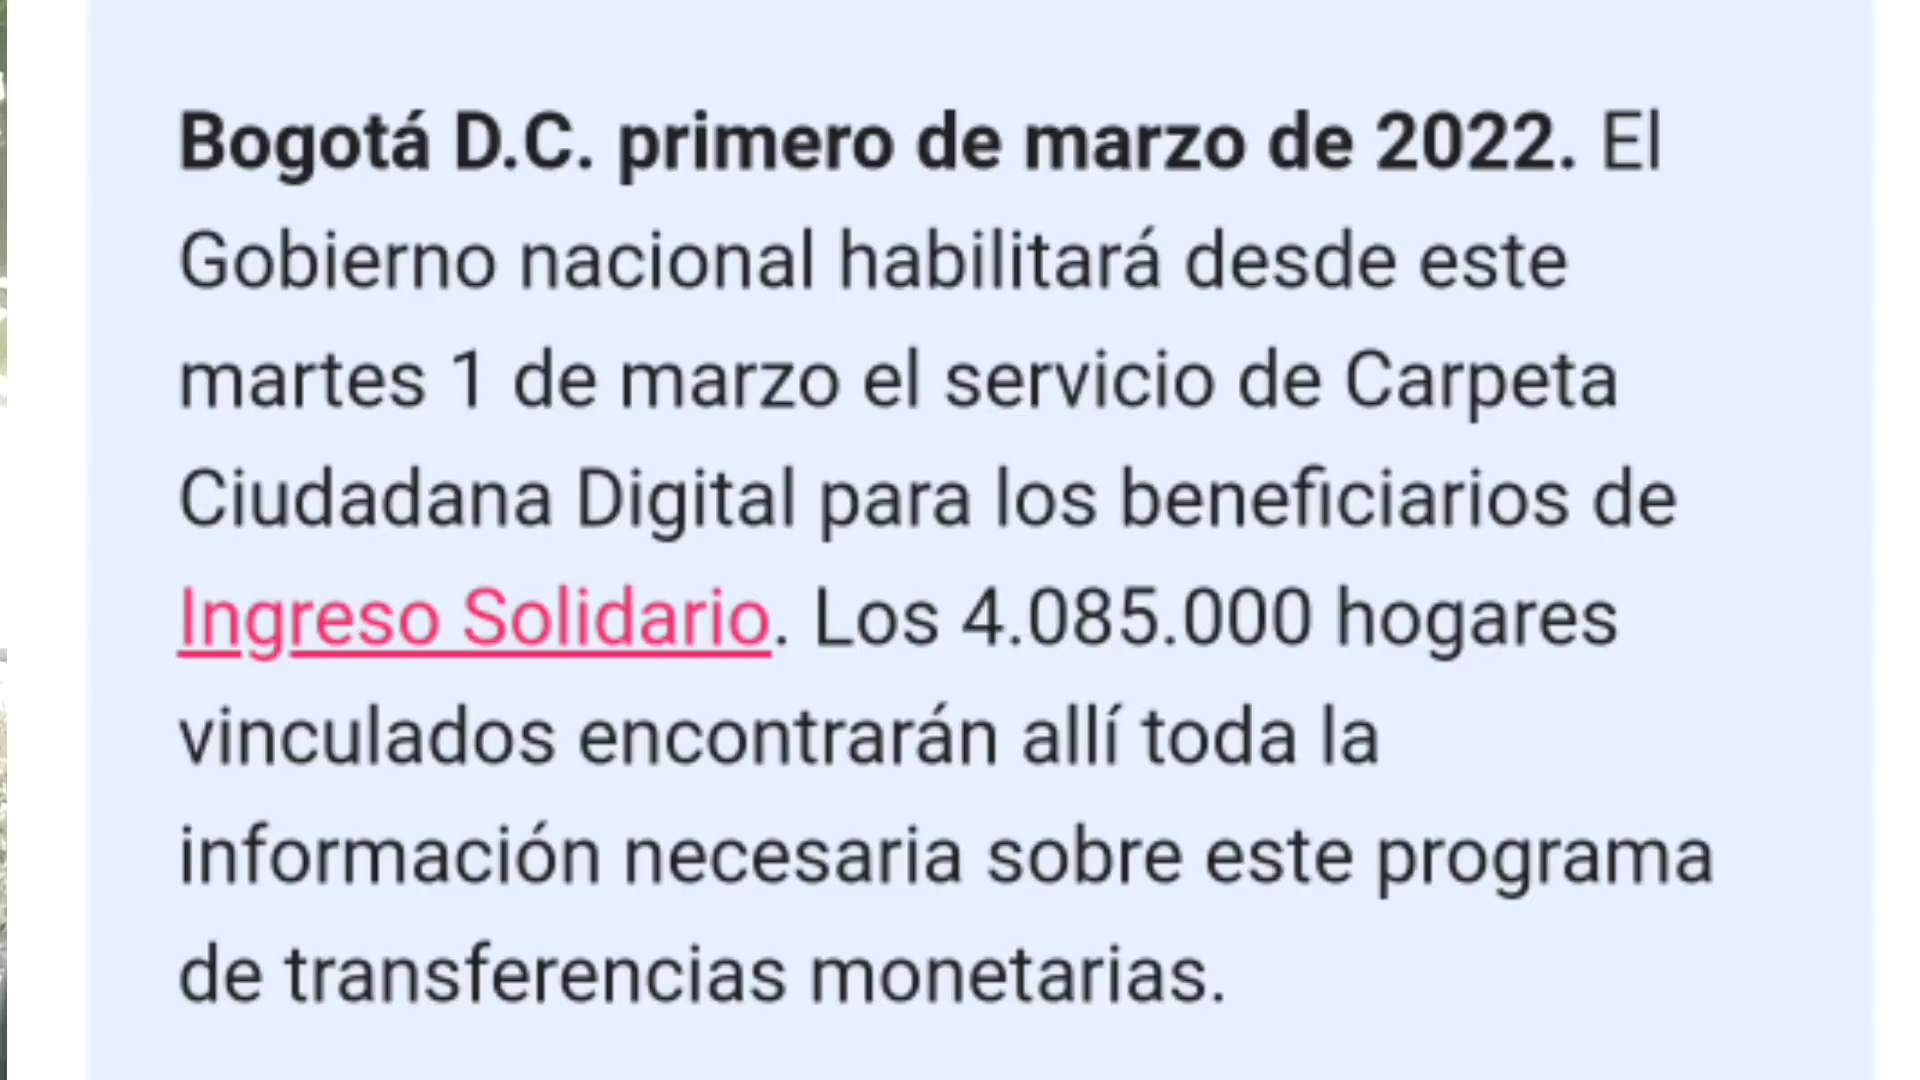 Bogotá D.C. primero de marzo de 2022. El
Gobierno nacional habilitará desde este
martes 1 de marzo el servicio de Carpeta
Ciudadana Digital para los beneficiarios de
Ingreso Solidario. Los 4.085.000 hogares
vinculados encontrarán allí toda la
información necesaria sobre este programa
de transferencias monetarias.